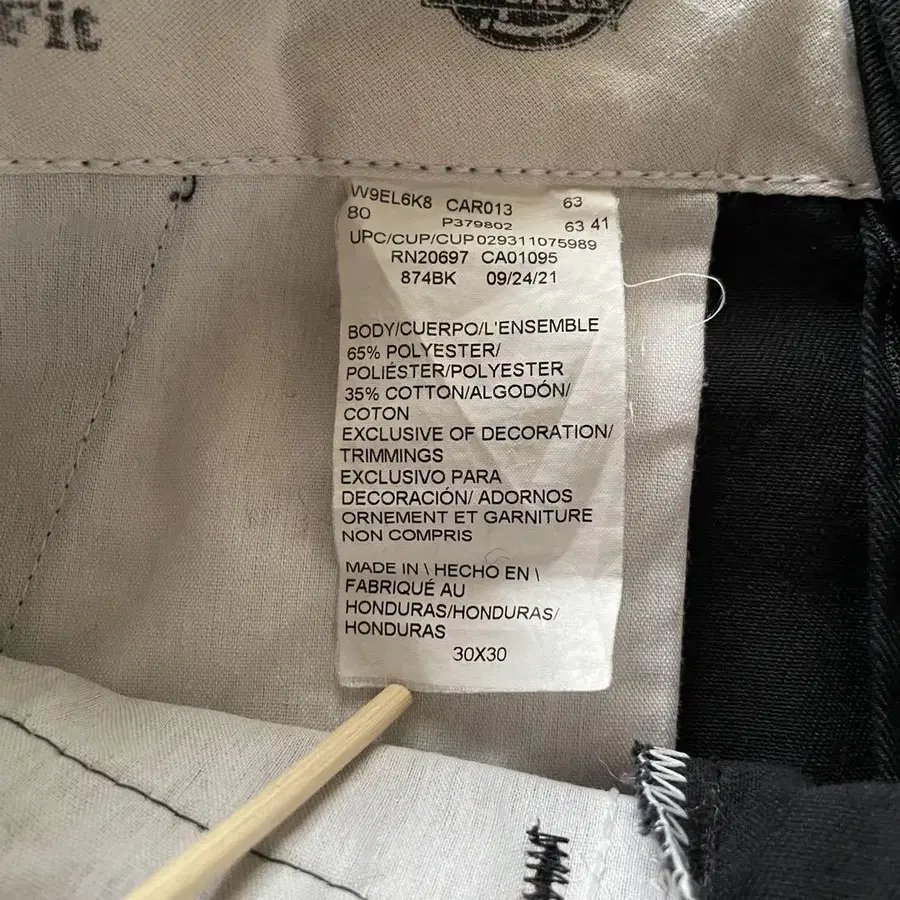 Fit
W9EL6K8 CAR013 63
80 P379802 63 41
UPC/CUP/CUP 029311075989
RN20697 CA01095
874BK 09/24/21
BODY/CUERPO/L'ENSEMBLE
65% POLYESTER/
POLIÉSTER/POLYESTER
35% COTTON/ALGODÓN/
COTON
EXCLUSIVE OF DECORATION/
TRIMMINGS
EXCLUSIVO PARA
DECORACIÓN/ ADORNOS
ORNEMENT ET GARNITURE
NON COMPRIS
MADE IN \ HECHO EN \
FABRIQUÉ AU
HONDURAS/HONDURAS/
HONDURAS
30X30